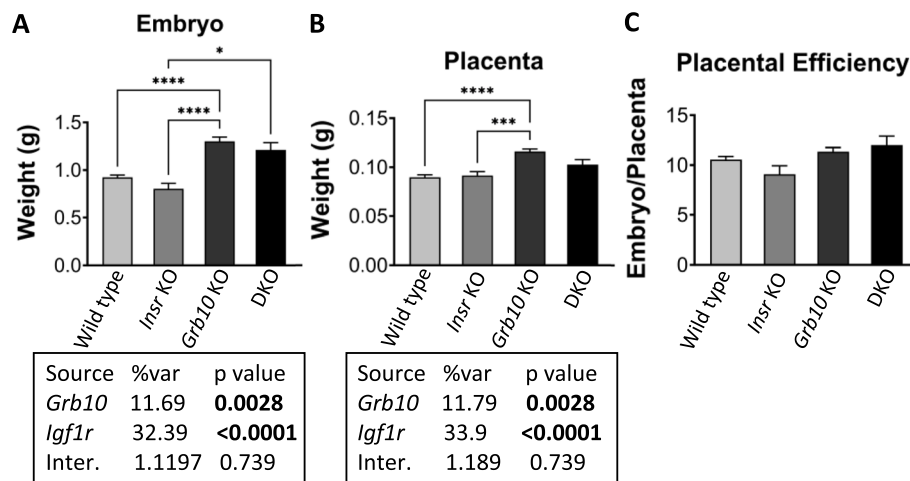 A
Embryo
*
****
****
Weight (g)
1.5
1.0
0.5
0.0
Wild type
Insr KO
Grb10 KO
DKO
Source %var p value
Grb10 11.69 0.0028
Igf1r 32.39 <0.0001
Inter. 1.1197 0.739
B
Placenta
****
***
Weight (g)
0.15
0.10
0.05
0.00
Wild type
Insr KO
Grb10 KO
DKO
Source %var p value
Grb10 11.79 0.0028
Igf1r 33.9 <0.0001
Inter. 1.189 0.739
C
Placental Efficiency
Embryo/Placenta
15
10
5
0
Wild type
Insr KO
Grb10 KO
DKO